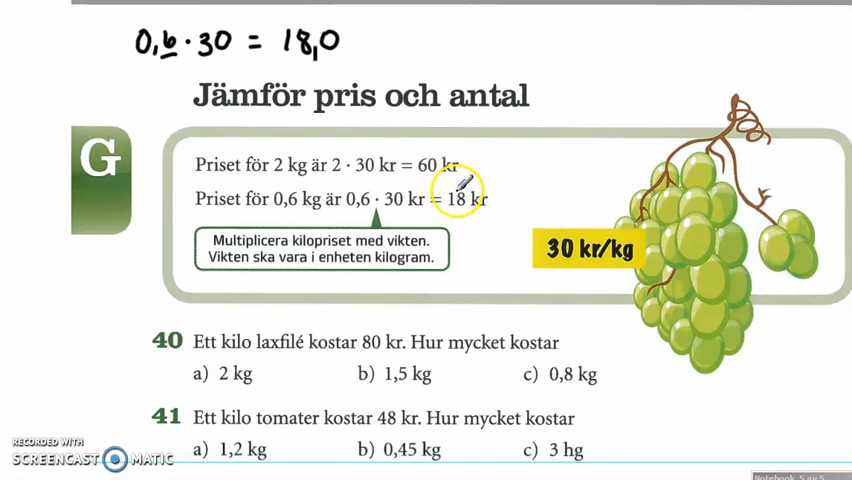 0,6 · 30 = 18,0
Jämför pris och antal
G
Priset för 2 kg är 2 · 30 kr = 60 kr
Priset för 0,6 kg är 0,6 · 30 kr = 18 kr
Multiplicera kilopriset med vikten.
Vikten ska vara i enheten kilogram.
30 kr/kg
40 Ett kilo laxfilé kostar 80 kr. Hur mycket kostar
a) 2 kg b) 1,5 kg c) 0,8 kg
41 Ett kilo tomater kostar 48 kr. Hur mycket kostar
a) 1,2 kg b) 0,45 kg c) 3 hg
RECORDED WITH
SCREENCAST MATIC
Notebook 5 av 5